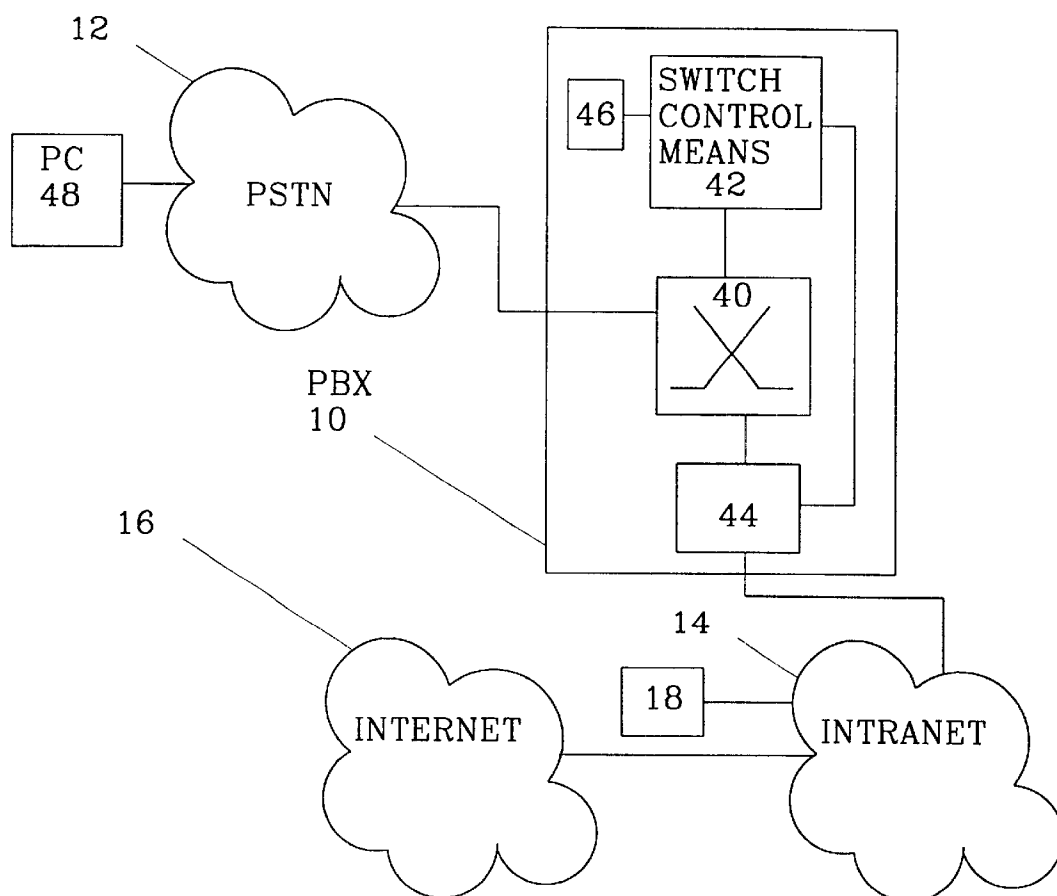 12
PC
48
PSTN
46
SWITCH
CONTROL
MEANS
42
40
PBX
10
44
16
14
18
INTERNET
INTRANET